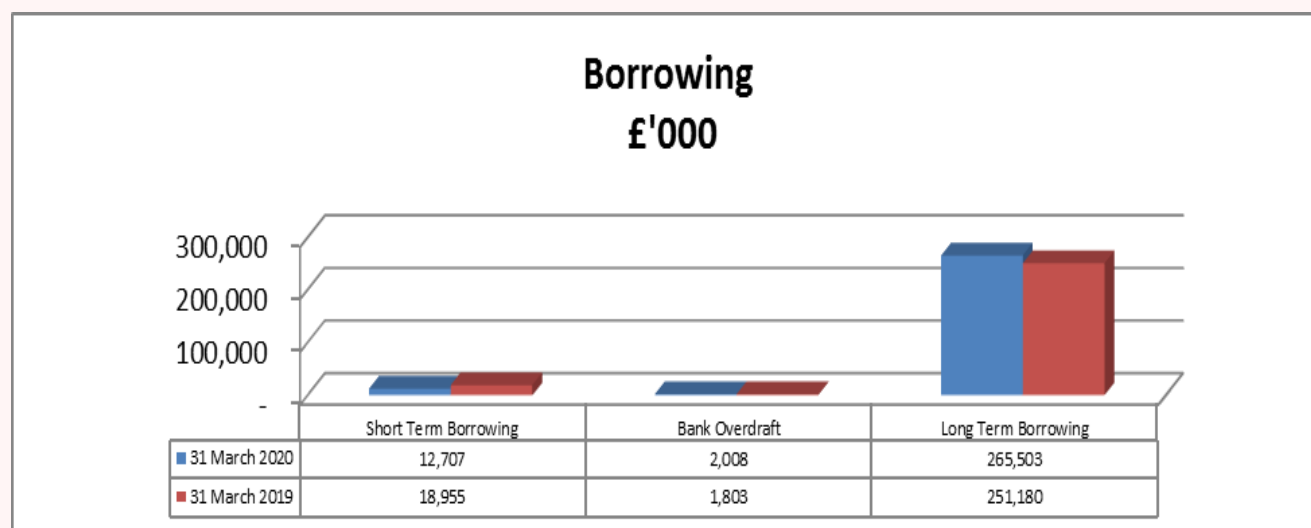 Borrowing
£'000
300,000
200,000
100,000
-
Short Term Borrowing Bank Overdraft Long Term Borrowing
31 March 2020 12,707 2,008 265,503
31 March 2019 18,955 1,803 251,180